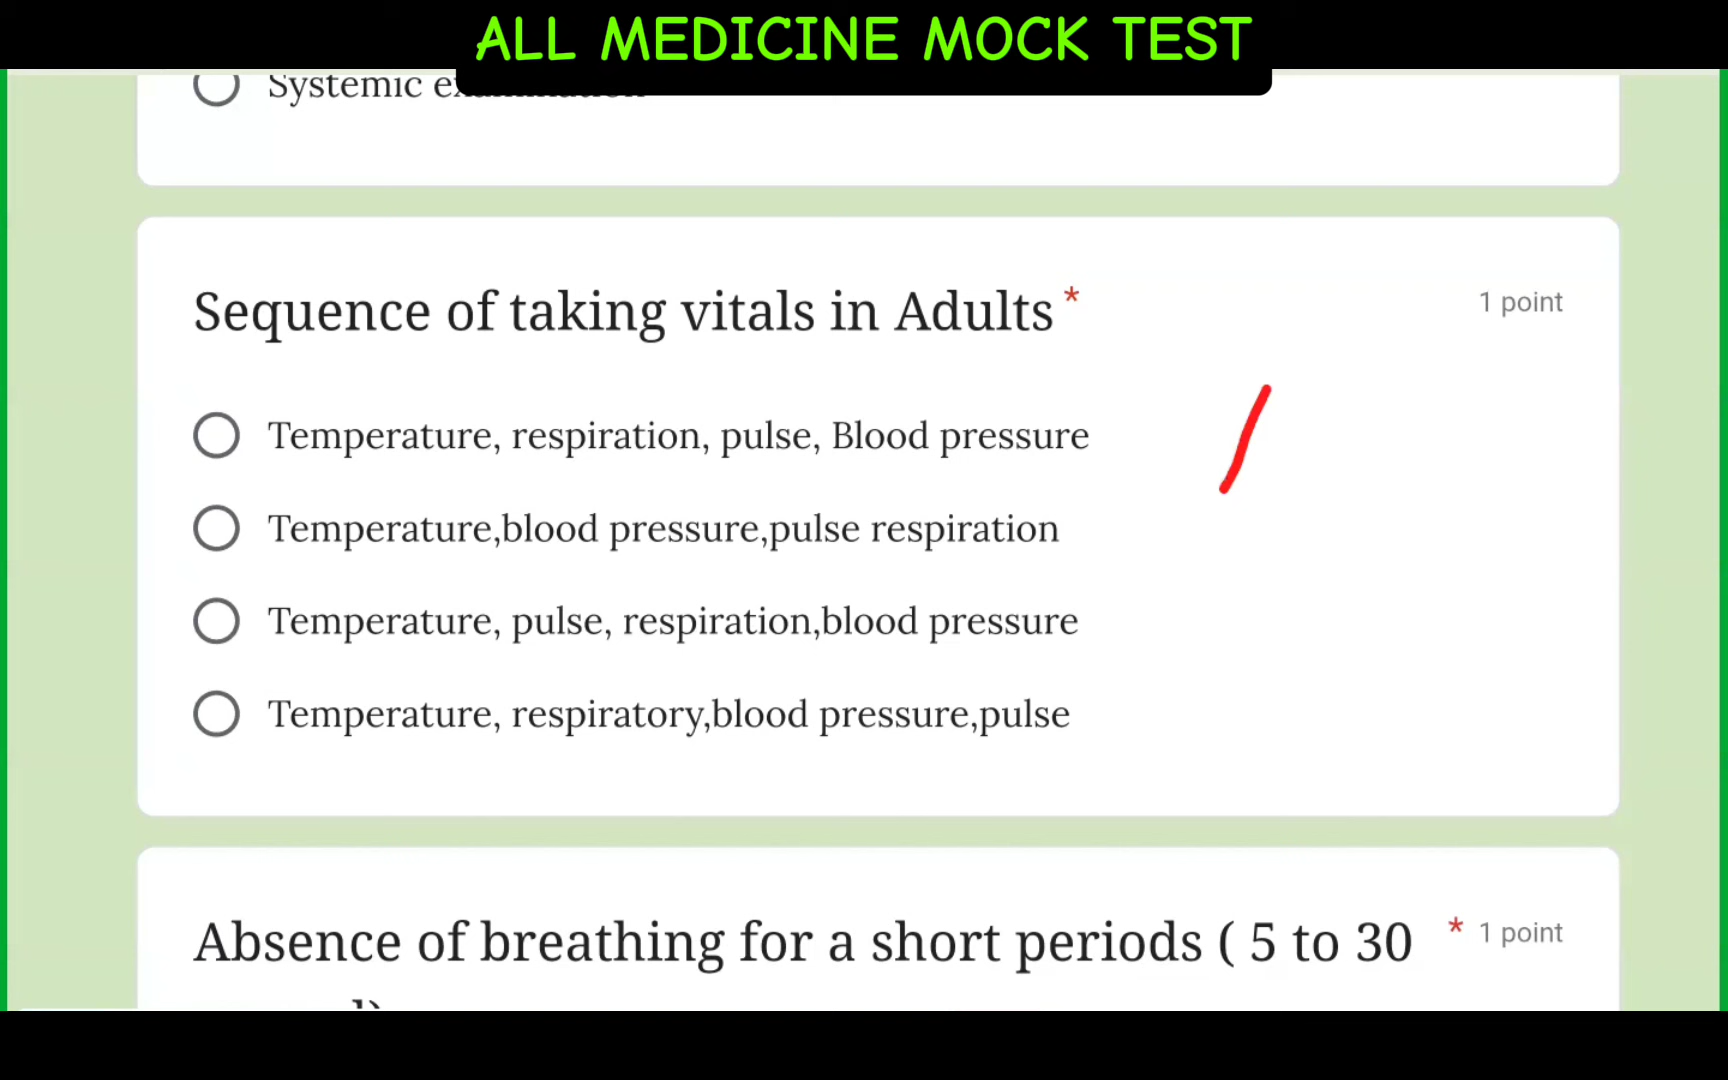 ALL MEDICINE MOCK TEST
Systemic
Sequence of taking vitals in Adults *
1 point
Temperature, respiration, pulse, Blood pressure
Temperature,blood pressure,pulse respiration
Temperature, pulse, respiration,blood pressure
Temperature, respiratory,blood pressure,pulse
Absence of breathing for a short periods ( 5 to 30 * 1 point